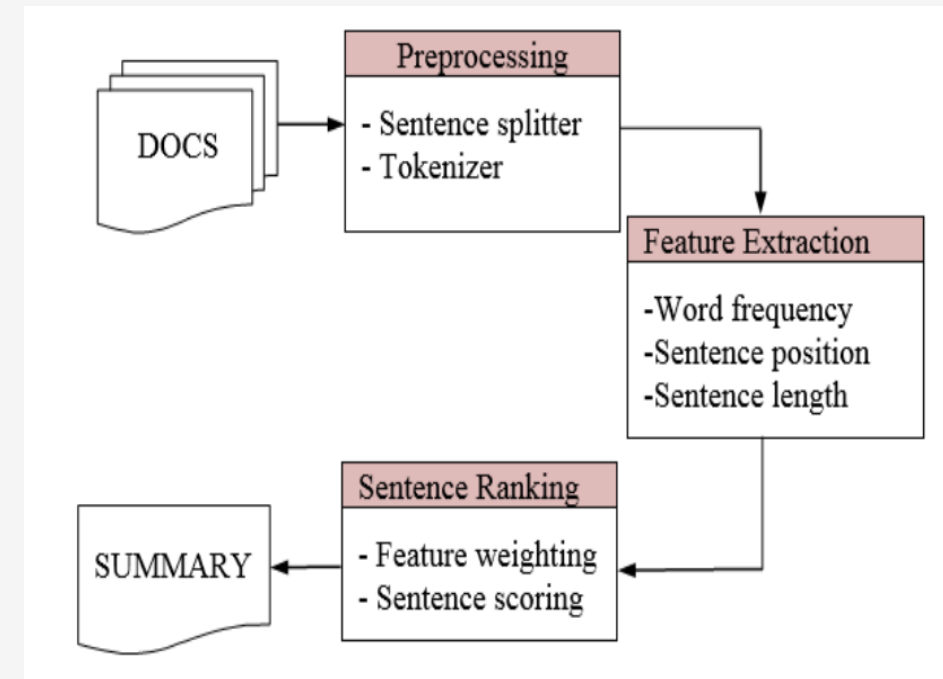 DOCS
Preprocessing
- Sentence splitter
- Tokenizer
Feature Extraction
-Word frequency
-Sentence position
-Sentence length
Sentence Ranking
- Feature weighting
- Sentence scoring
SUMMARY